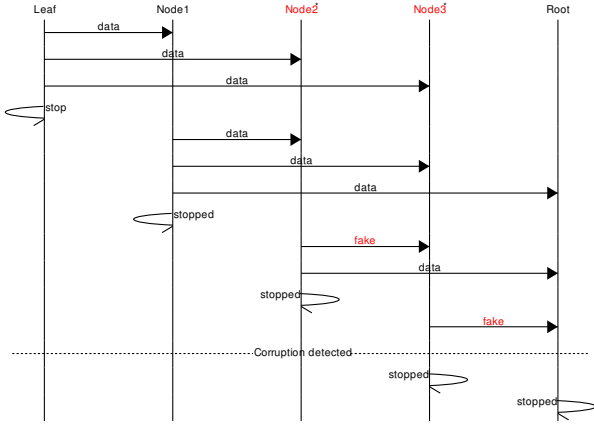 Leaf Node1 Node2* Node3* Root
data
data
data
stop
data
data
data
stopped
fake
data
stopped
fake
Corruption detected
stopped
stopped